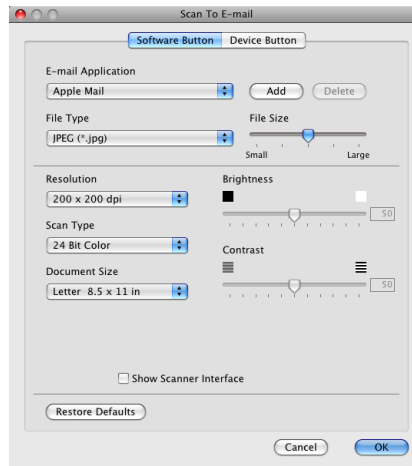 Scan To E-mail
Software Button Device Button
E-mail Application
Apple Mail Add Delete
File Type File Size
JPEG (*.jpg)
Small Large
Resolution Brightness
200 x 200 dpi
50
Scan Type
24 Bit Color
Contrast
Document Size
Letter 8.5 x 11 in 50
Show Scanner Interface
Restore Defaults
Cancel OK